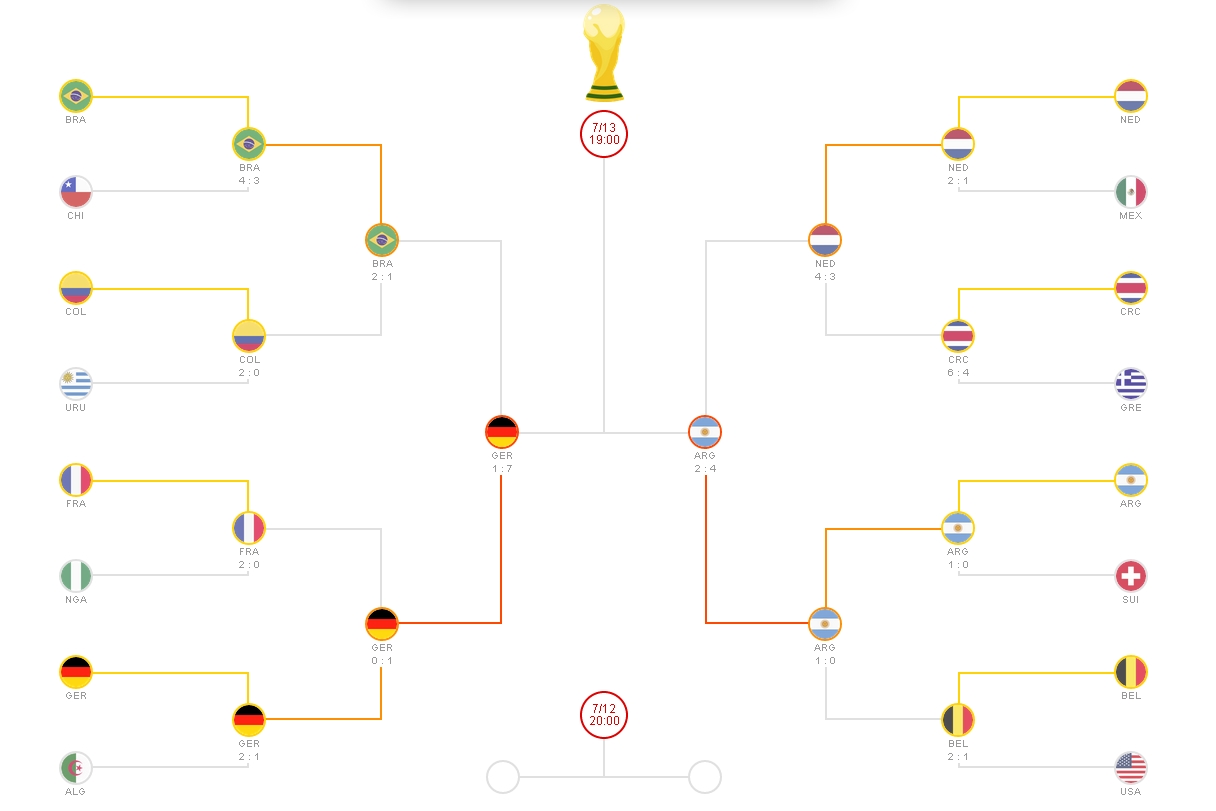 7/13
19:00
BRA
BRA
4:3
CHI
BRA
2:1
COL
COL
2:0
URU
GER
1:7
FRA
FRA
2:0
NGA
GER
0:1
GER
GER
2:1
ALG
NED
NED
2:1
MEX
NED
4:3
CRC
CRC
6:4
GRE
ARG
2:4
ARG
ARG
1:0
SUI
ARG
1:0
BEL
BEL
2:1
USA
7/12
20:00